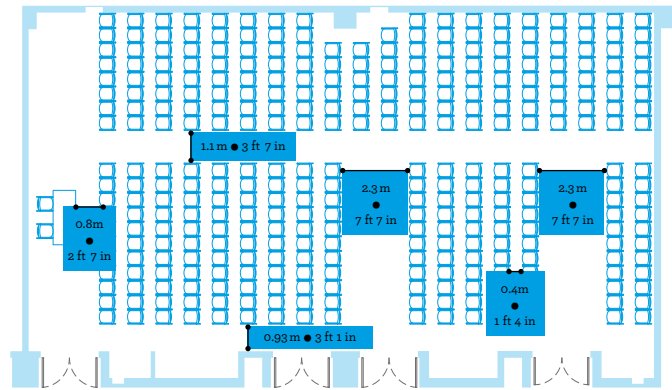 1.1 m ● 3 ft 7 in
2.3 m
●
7 ft 7 in
2.3 m
●
7 ft 7 in
0.8m
●
2 ft 7 in
0.4m
●
1 ft 4 in
0.93 m ● 3 ft 1 in